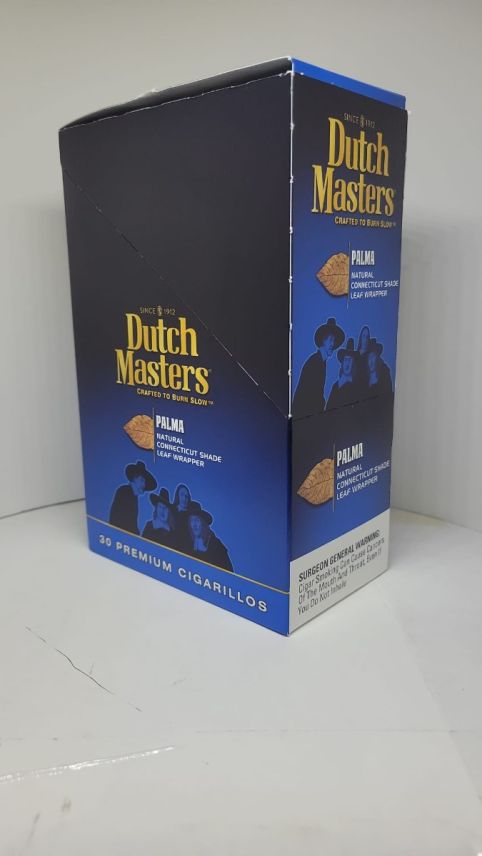 SINCE 1912
Dutch
Masters
CRAFTED TO BURN SLOW™
PALMA
NATURAL
CONNECTICUT SHADE
LEAF WRAPPER
30 PREMIUM CIGARILLOS
SINCE 1912
Dutch
Masters®
CRAFTED TO BURN SLOW™
PALMA
NATURAL
CONNECTICUT SHADE
LEAF WRAPPER
PALMA
NATURAL
CONNECTICUT SHADE
LEAF WRAPPER
SURGEON GENERAL WARNING:
Cigar Smoking Can Cause Cancers
Of The Mouth And Throat, Even If
You Do Not Inhale